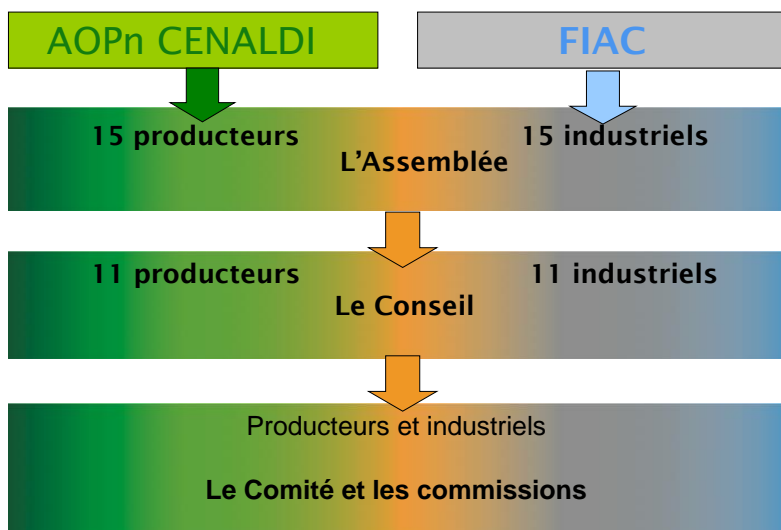 AOPn CENALDI
FIAC
15 producteurs
15 industriels
L'Assemblée
11 producteurs
11 industriels
Le Conseil
Producteurs et industriels
Le Comité et les commissions